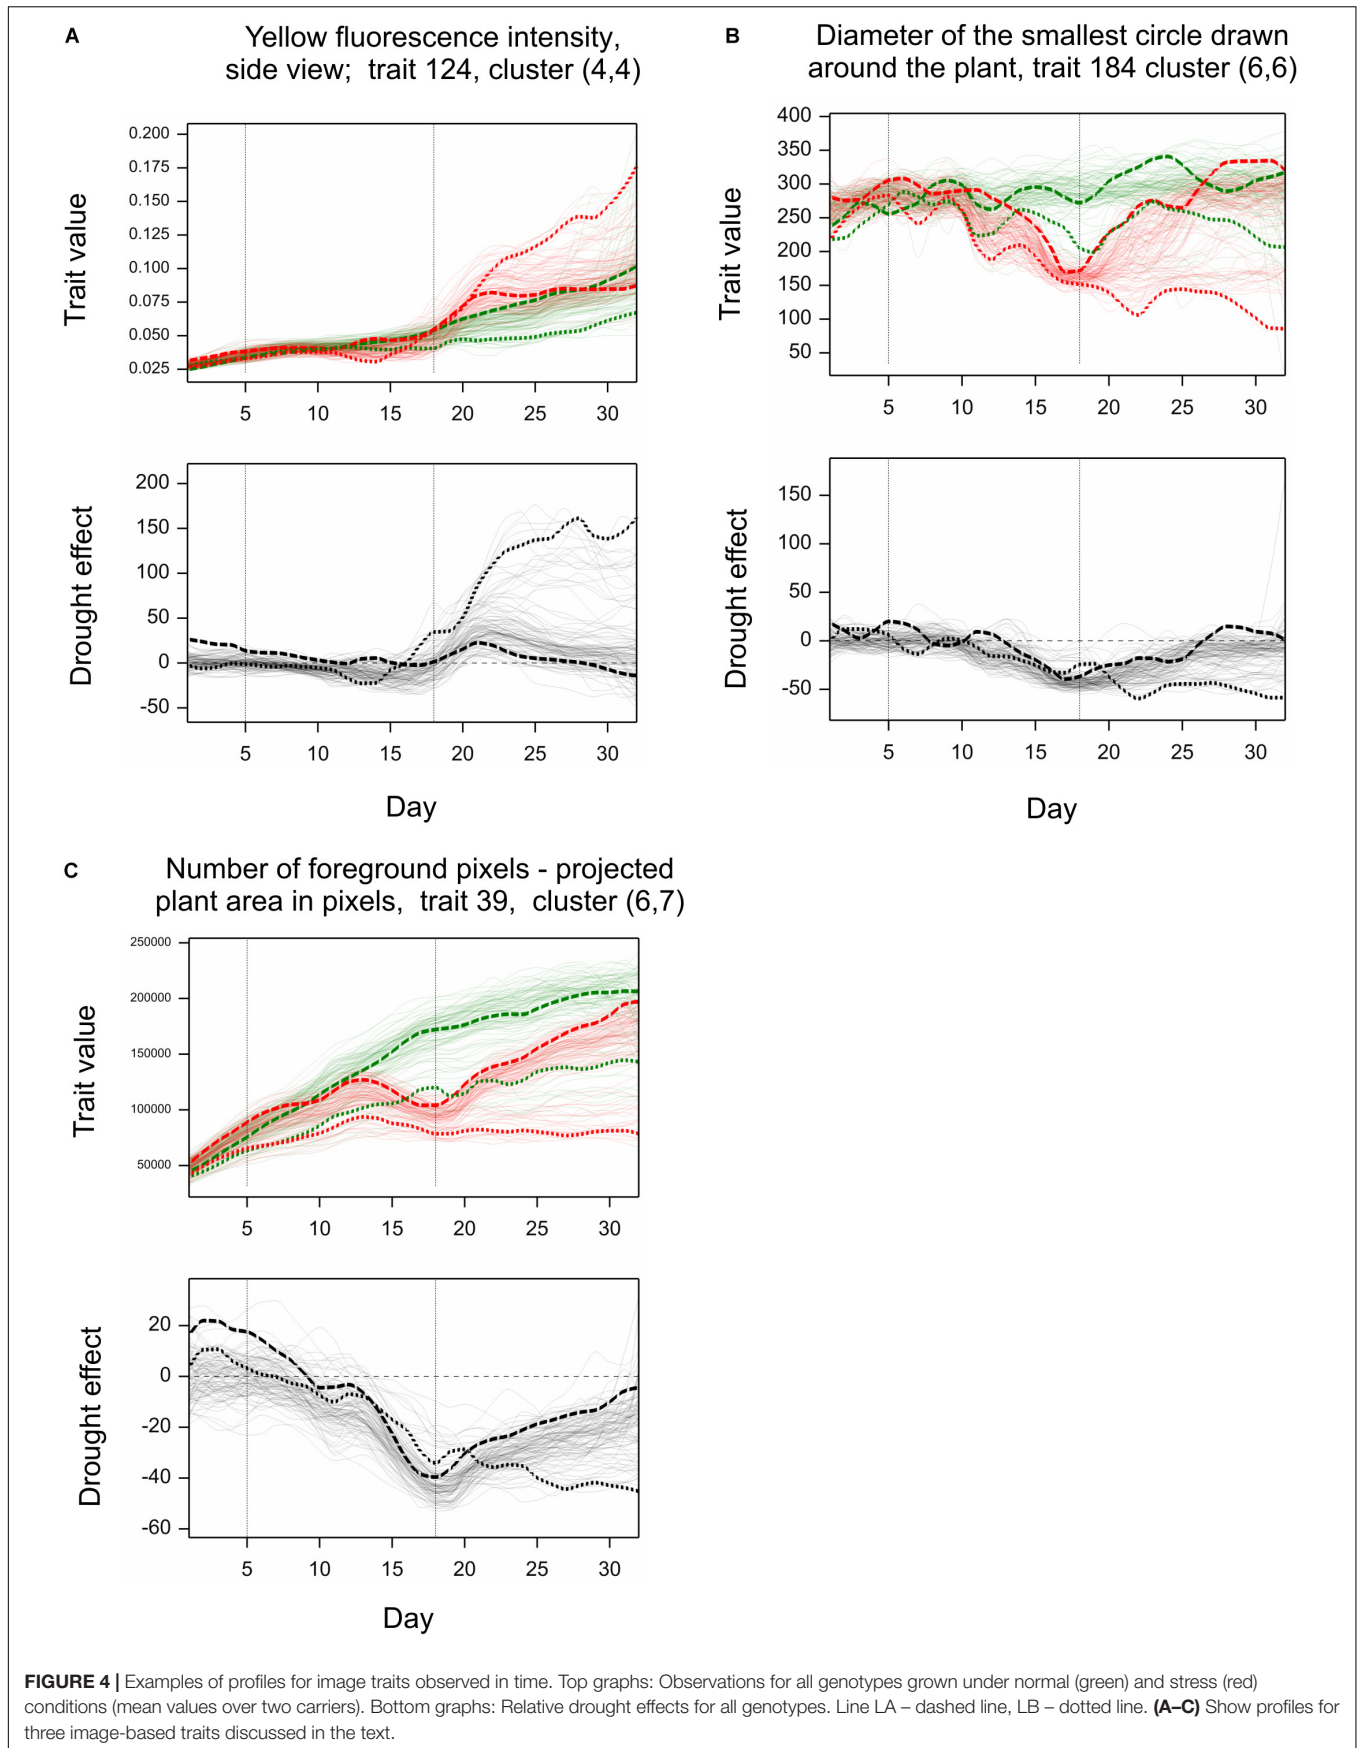 A
Yellow fluorescence intensity,
side view; trait 124, cluster (4,4)
Trait value
0.200
0.175
0.150
0.125
0.100
0.075
0.050
0.025
5 10 15 20 25 30
Drought effect
200
150
100
50
0
-50
5 10 15 20 25 30
Day
B
Diameter of the smallest circle drawn
around the plant, trait 184 cluster (6,6)
Trait value
400
350
300
250
200
150
100
50
5 10 15 20 25 30
Drought effect
150
100
50
0
-50
5 10 15 20 25 30
Day
C
Number of foreground pixels - projected
plant area in pixels, trait 39, cluster (6,7)
Trait value
250000
200000
150000
100000
50000
5 10 15 20 25 30
Drought effect
20
0
-20
-40
-60
5 10 15 20 25 30
Day
FIGURE 4 | Examples of profiles for image traits observed in time. Top graphs: Observations for all genotypes grown under normal (green) and stress (red)
conditions (mean values over two carriers). Bottom graphs: Relative drought effects for all genotypes. Line LA – dashed line, LB – dotted line. (A–C) Show profiles for
three image-based traits discussed in the text.